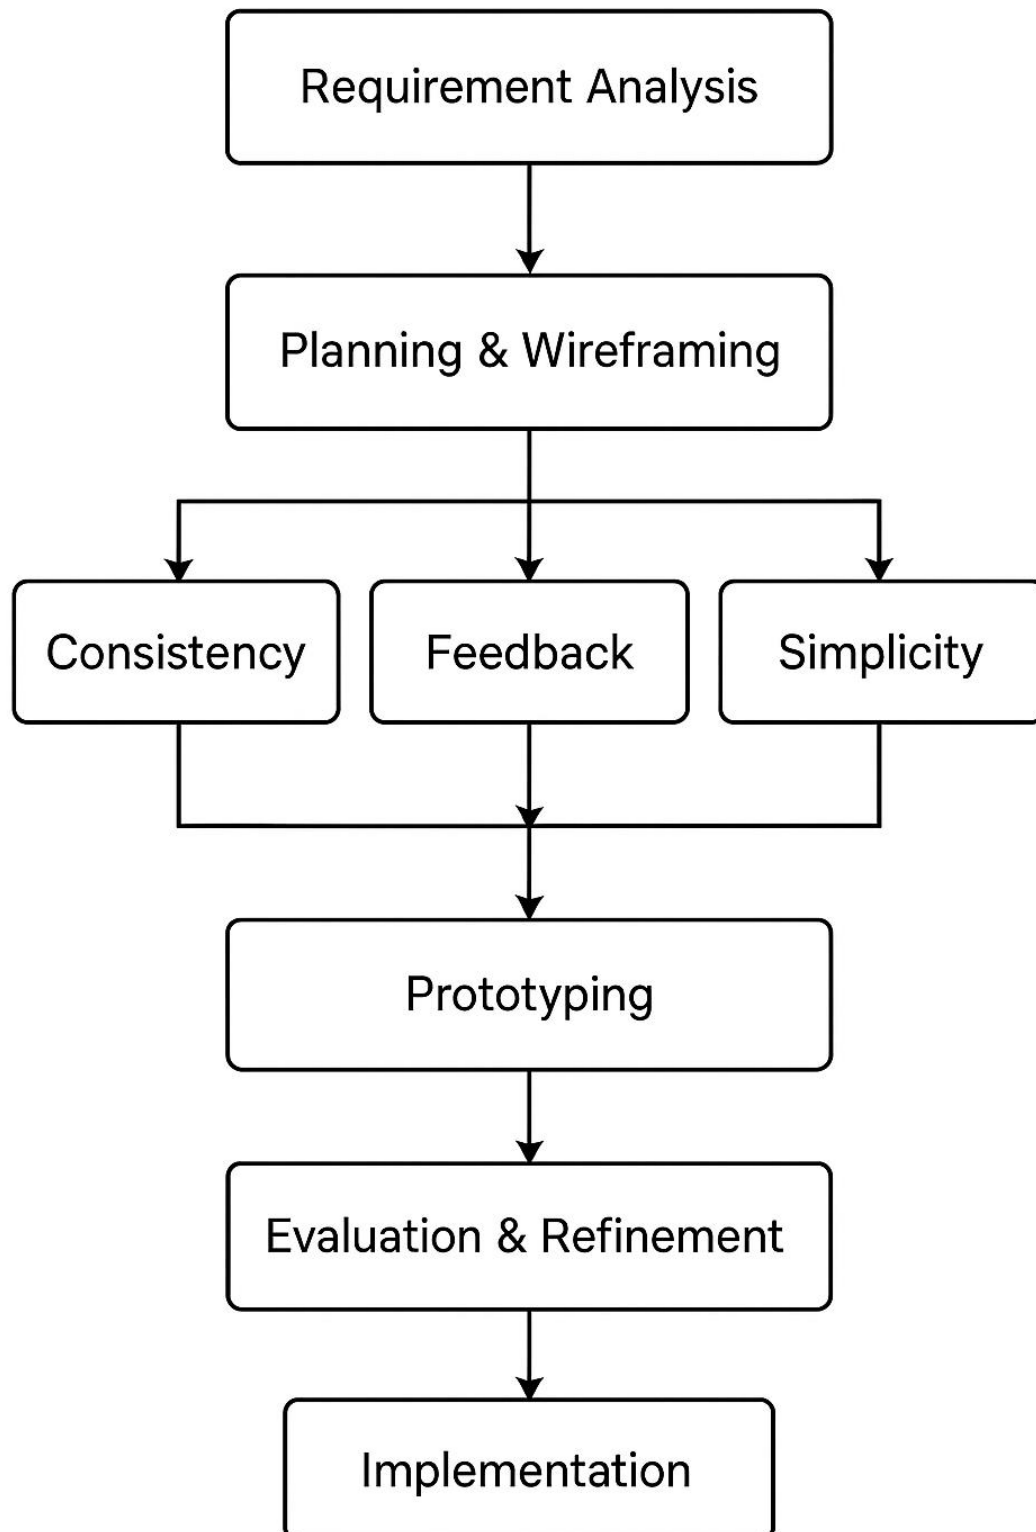 Requirement Analysis
Planning & Wireframing
Consistency
Feedback
Simplicity
Prototyping
Evaluation & Refinement
Implementation